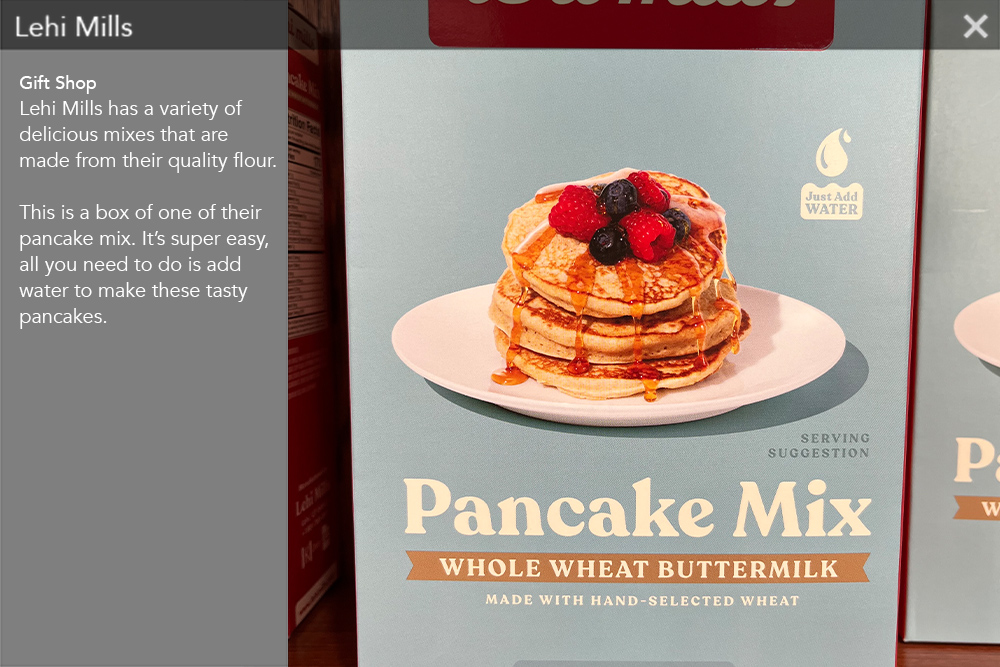 Lehi Mills
Gift Shop
Lehi Mills has a variety of
delicious mixes that are
made from their quality flour.
This is a box of one of their
pancake mix. It’s super easy,
all you need to do is add
water to make these tasty
pancakes.
Just Add
WATER
SERVING
SUGGESTION
Pancake Mix
WHOLE WHEAT BUTTERMILK
MADE WITH HAND-SELECTED WHEAT